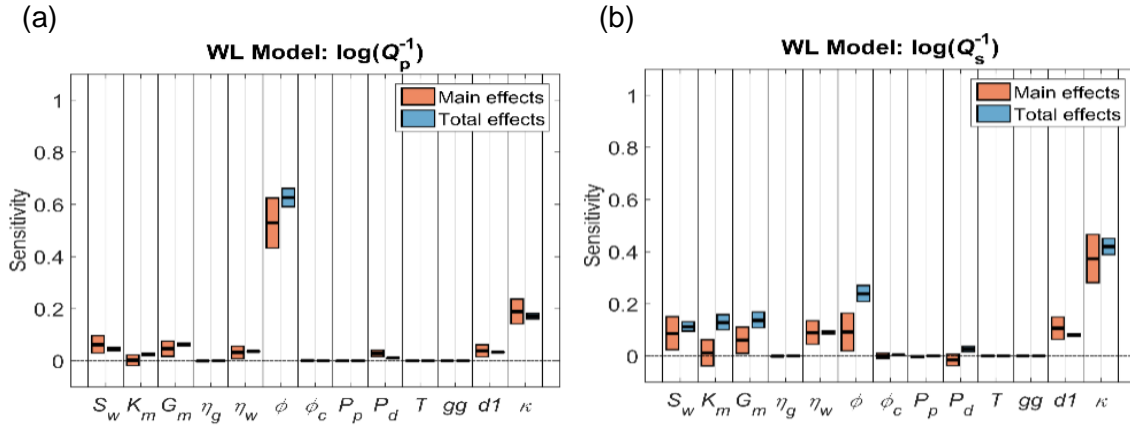 (a)
WL Model: log(Q_p^-1)
Main effects
Total effects
1
0.8
0.6
0.4
0.2
0
Sensitivity
S_w K_m G_m η_g η_w ϕ ϕ_c P_p P_d T gg d1 κ
(b)
WL Model: log(Q_s^-1)
Main effects
Total effects
1
0.8
0.6
0.4
0.2
0
Sensitivity
S_w K_m G_m η_g η_w ϕ ϕ_c P_p P_d T gg d1 κ